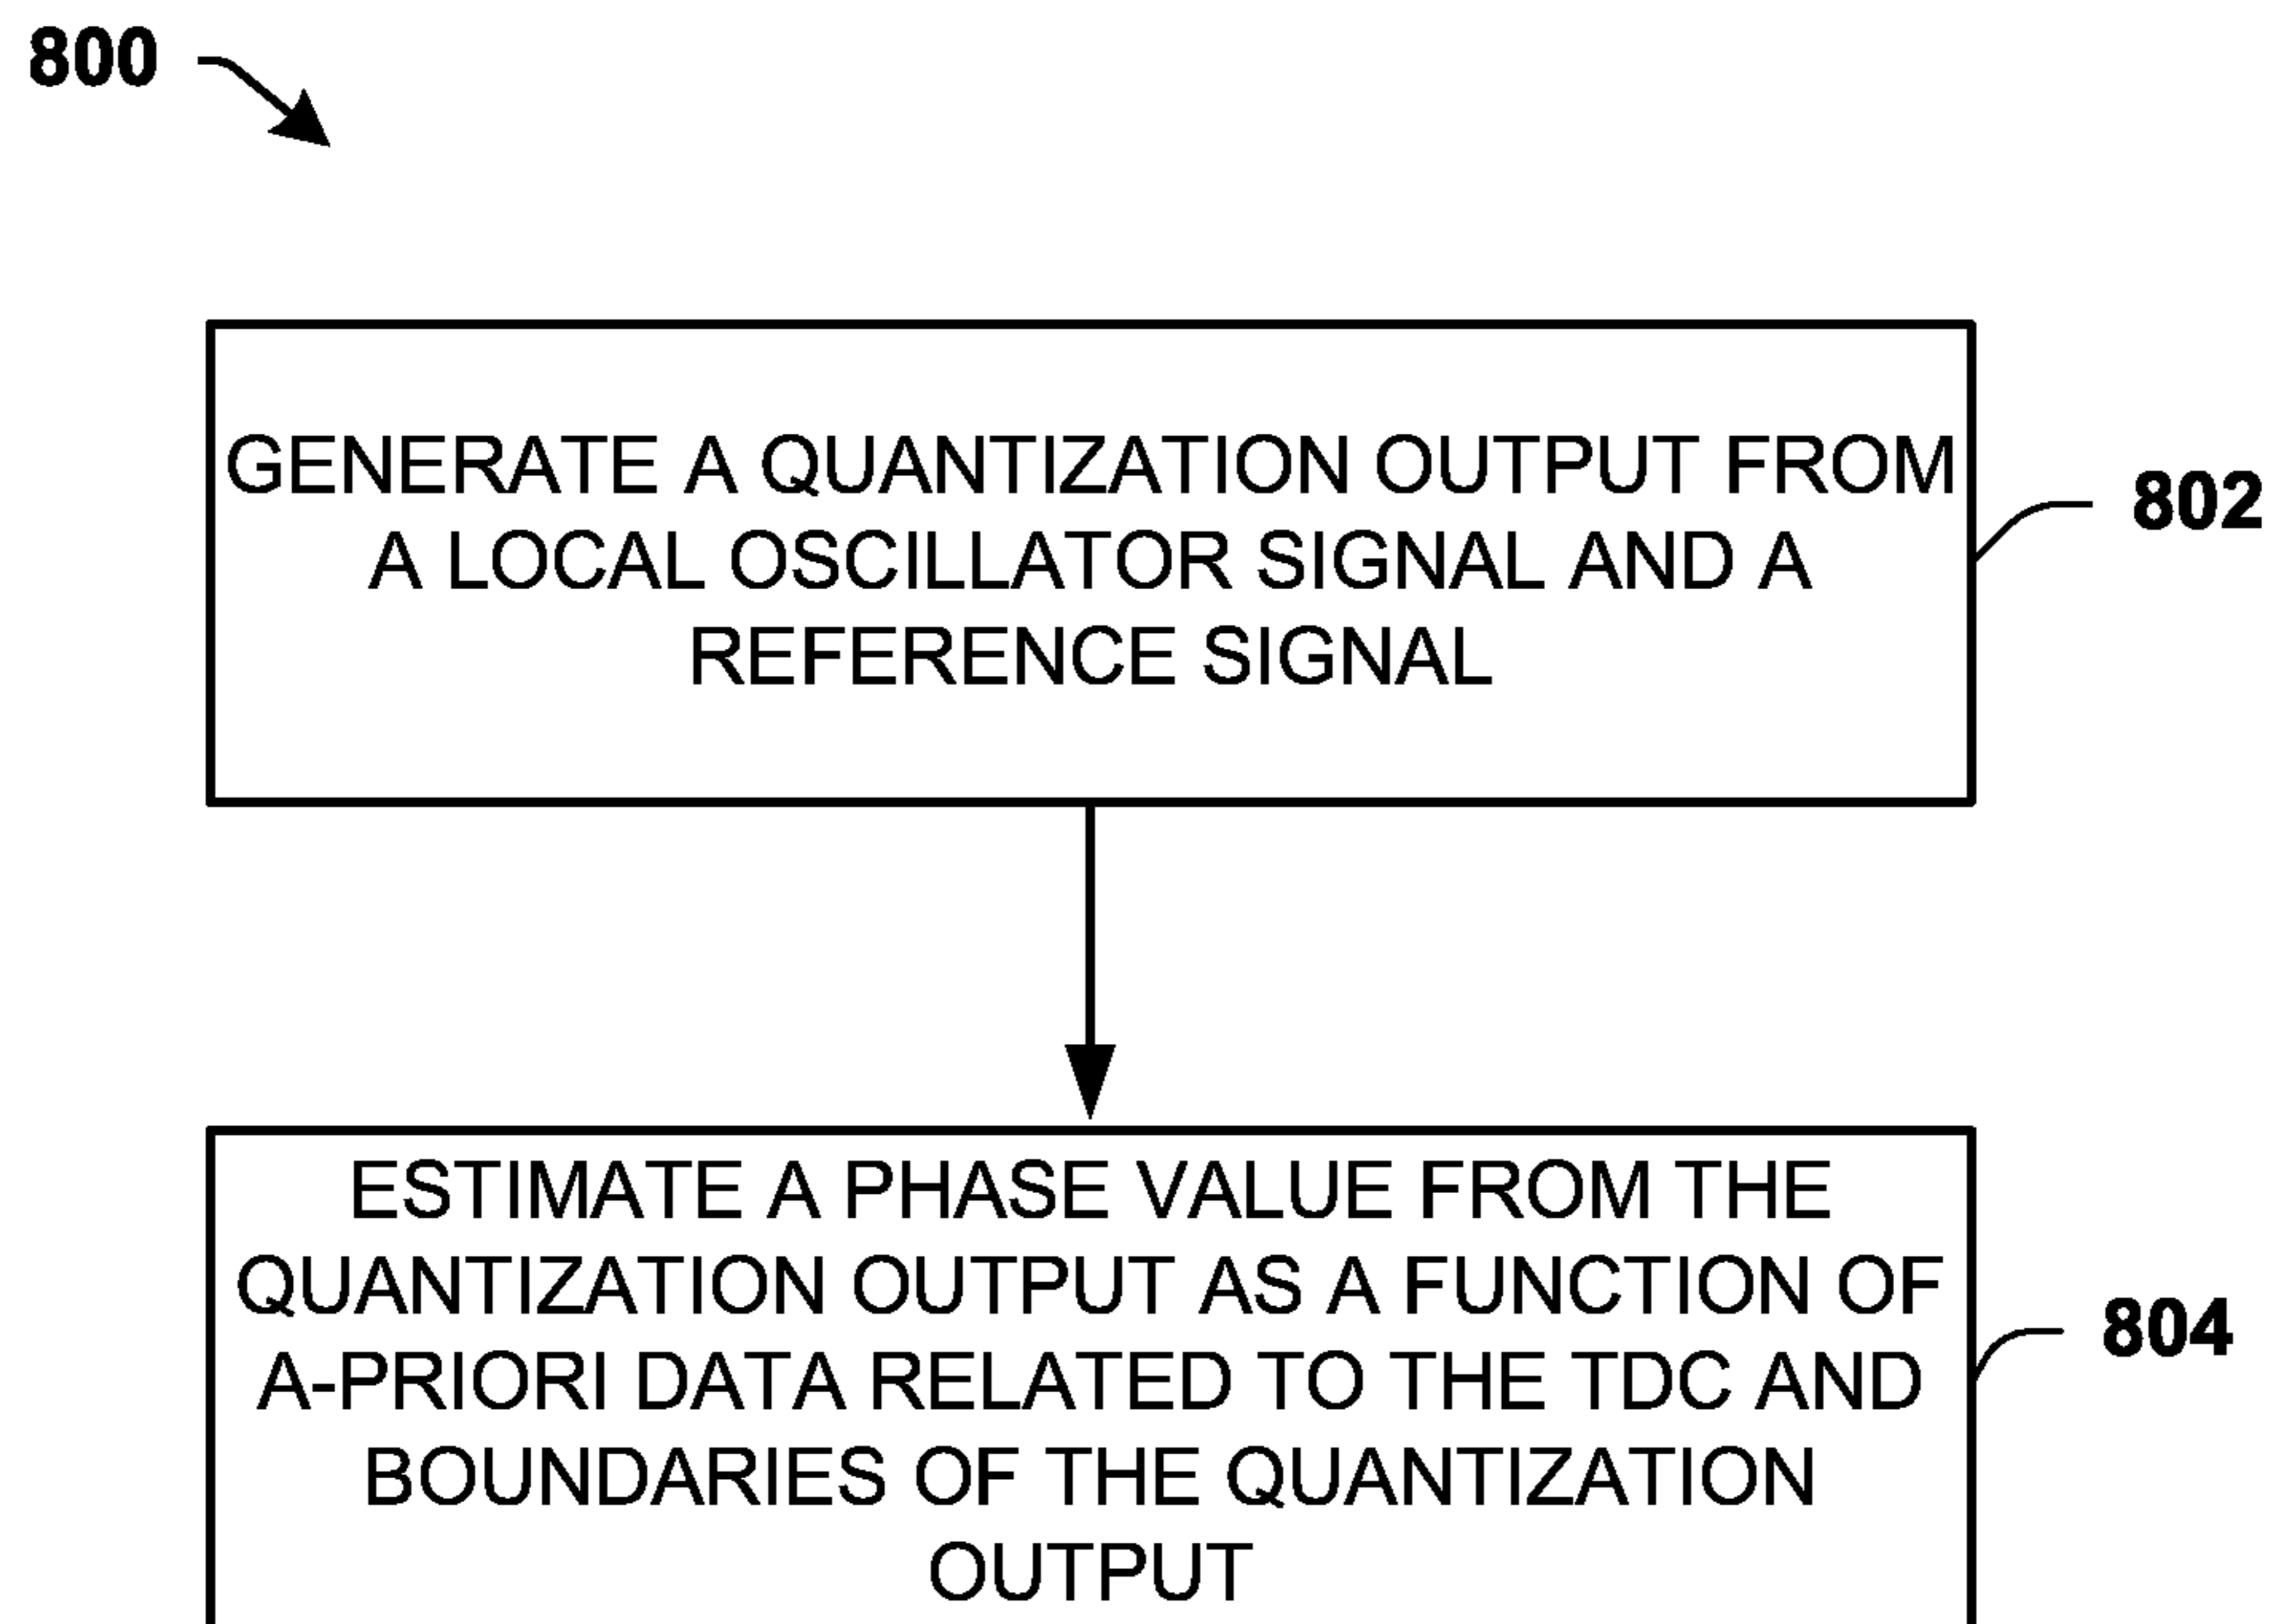 800
GENERATE A QUANTIZATION OUTPUT FROM
A LOCAL OSCILLATOR SIGNAL AND A
REFERENCE SIGNAL
802
ESTIMATE A PHASE VALUE FROM THE
QUANTIZATION OUTPUT AS A FUNCTION OF
A-PRIORI DATA RELATED TO THE TDC AND
BOUNDARIES OF THE QUANTIZATION
OUTPUT
804